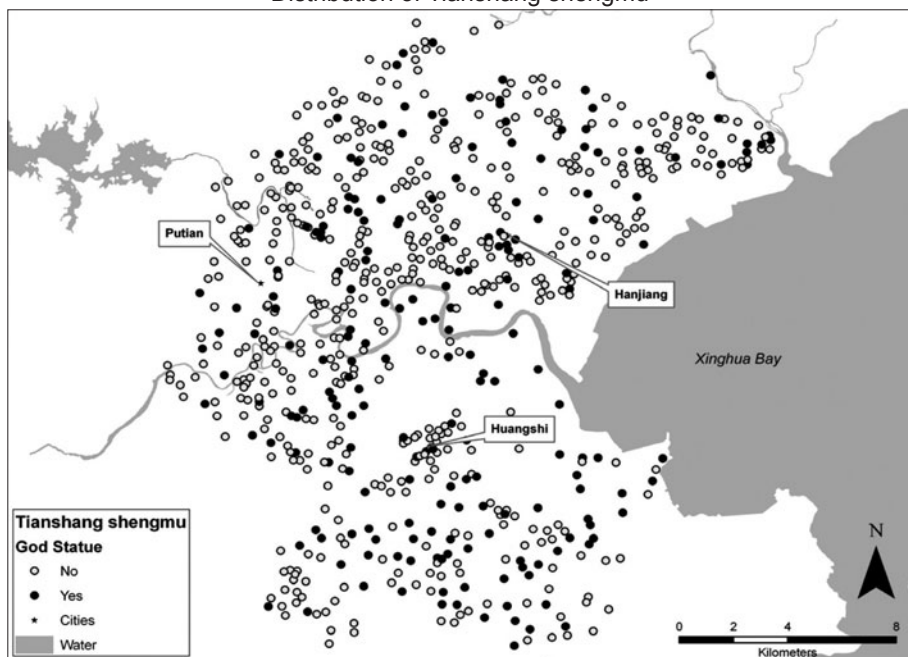 Distribution of Tianshang shengmu
Putian
Hanjiang
Xinghua Bay
Huangshi
Tianshang shengmu
God Statue
No
Yes
Cities
Water
N
0 2 4 8
Kilometers